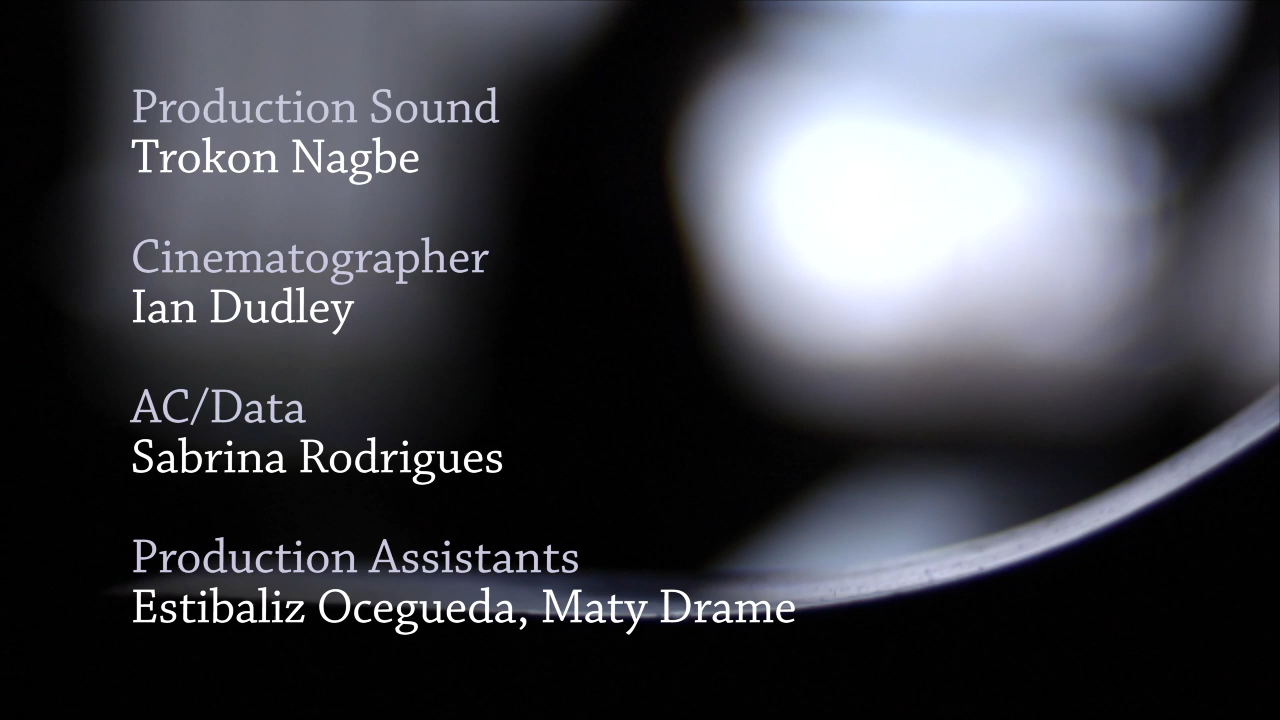 Production Sound
Trokon Nagbe
Cinematographer
Ian Dudley
AC/Data
Sabrina Rodrigues
Production Assistants
Estibaliz Ocegueda, Maty Drame